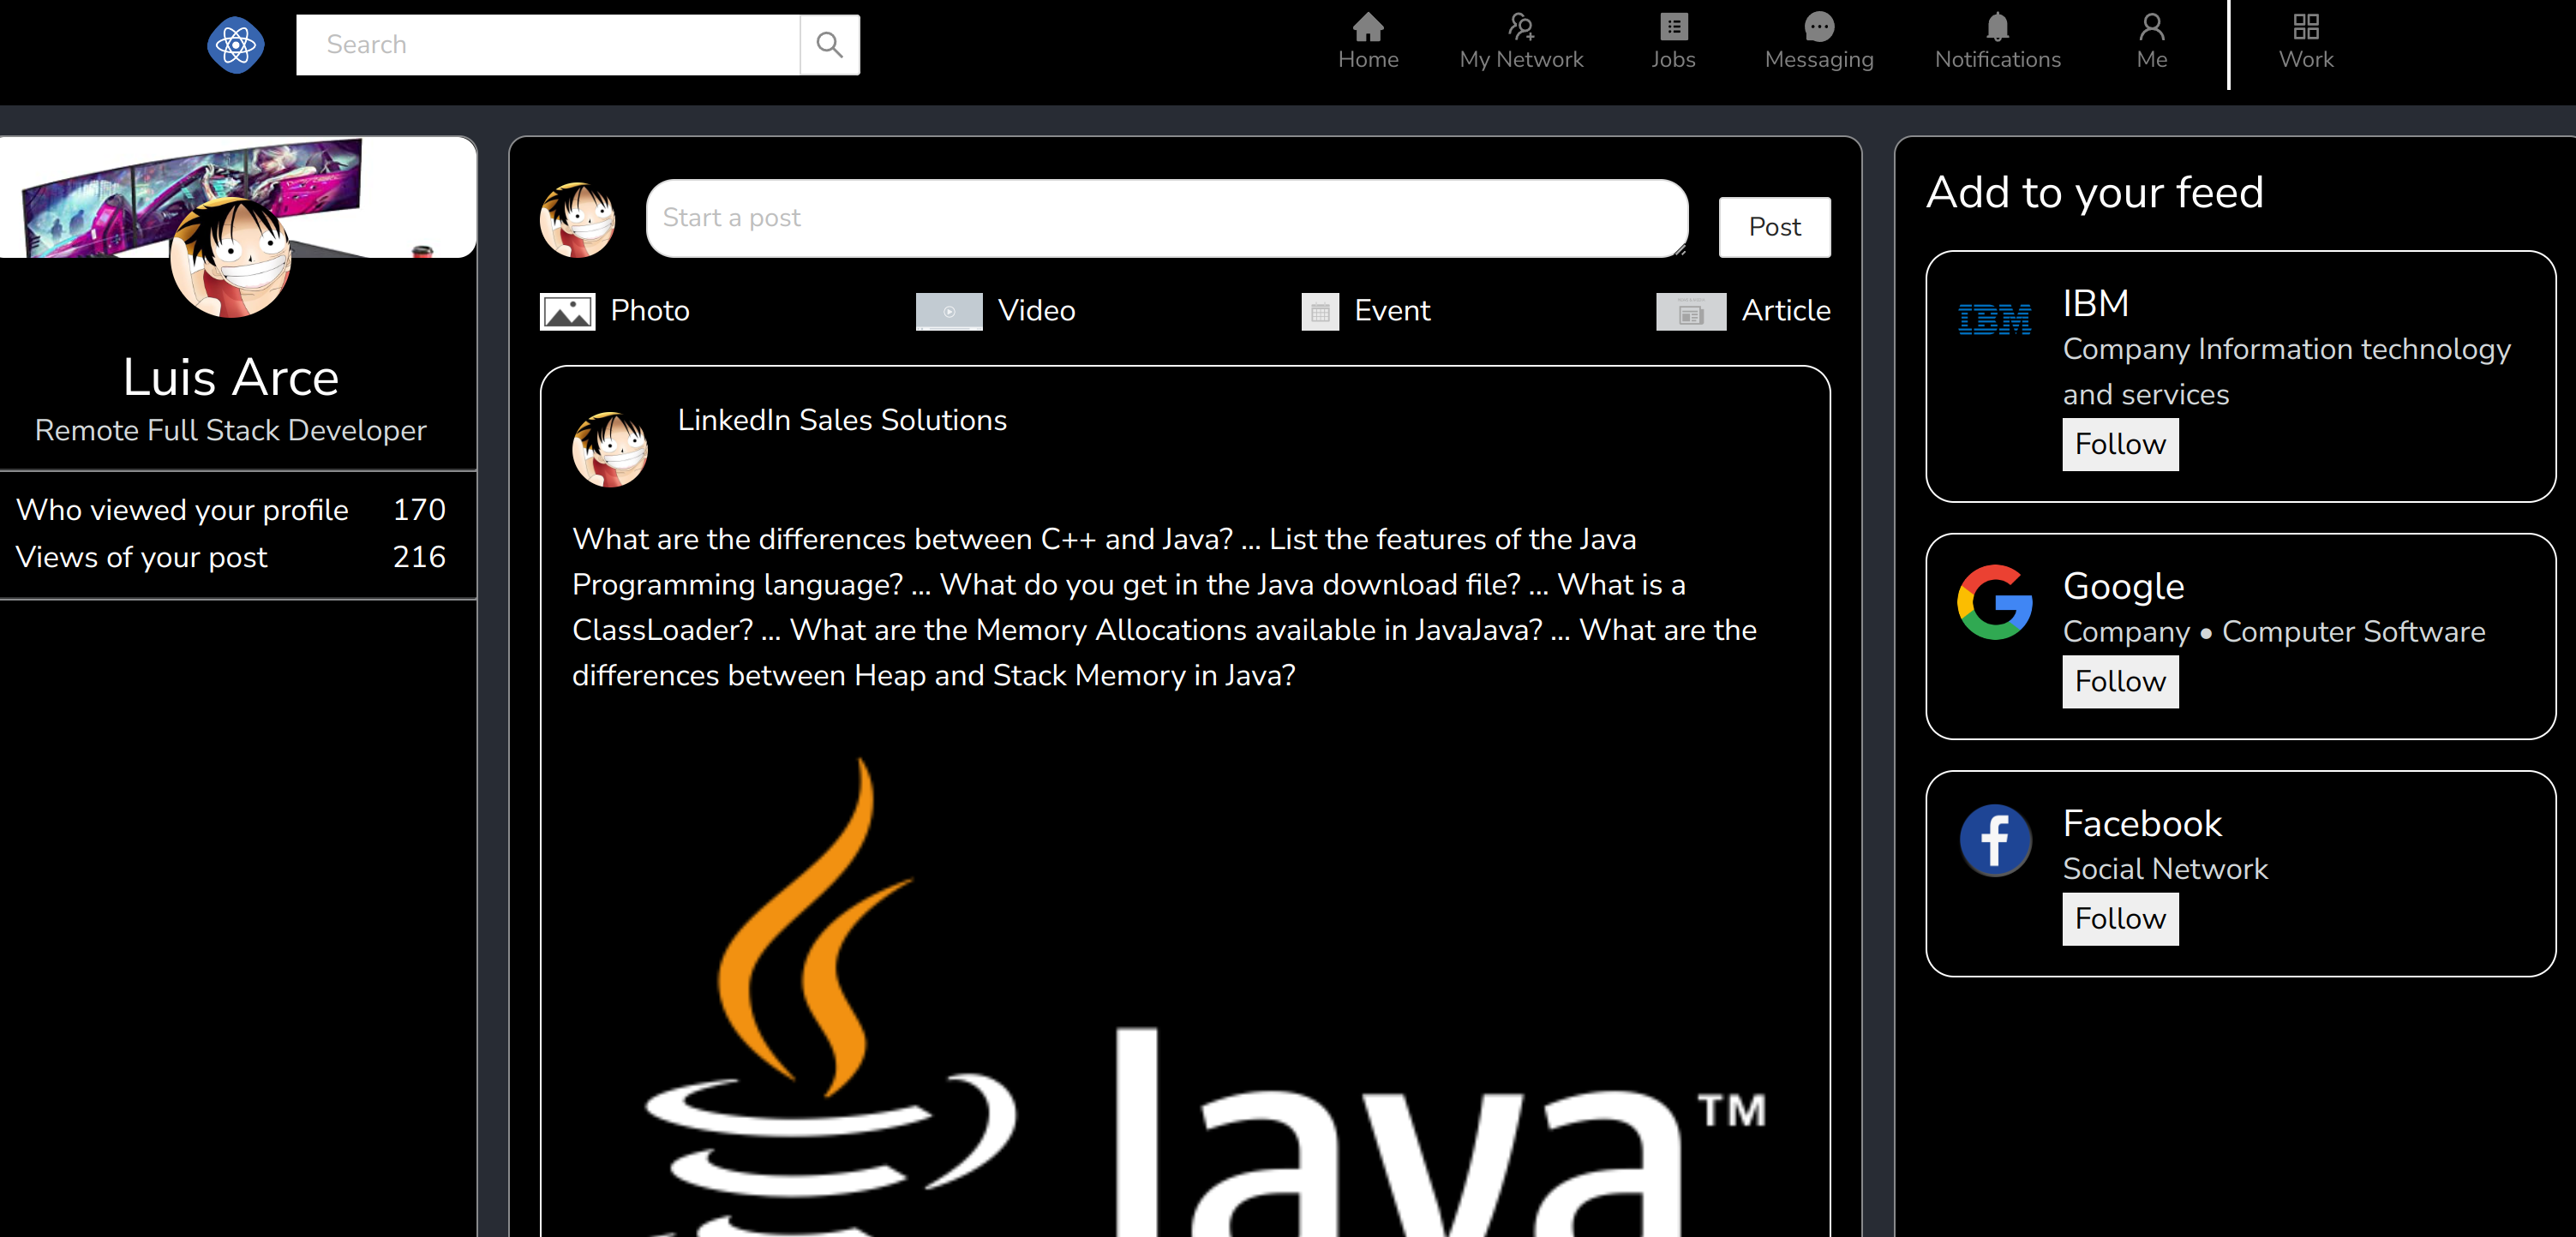 Search
Home
My Network
Jobs
Messaging
Notifications
Me
Work
Luis Arce
Remote Full Stack Developer
Who viewed your profile 170
Views of your post 216
Start a post
Post
Photo
Video
Event
Article
LinkedIn Sales Solutions
What are the differences between C++ and Java? ... List the features of the Java
Programming language? ... What do you get in the Java download file? ... What is a
ClassLoader? ... What are the Memory Allocations available in JavaJava? ... What are the
differences between Heap and Stack Memory in Java?
Java TM
Add to your feed
IBM
IBM
Company Information technology
and services
Follow
Google
Company • Computer Software
Follow
Facebook
Social Network
Follow